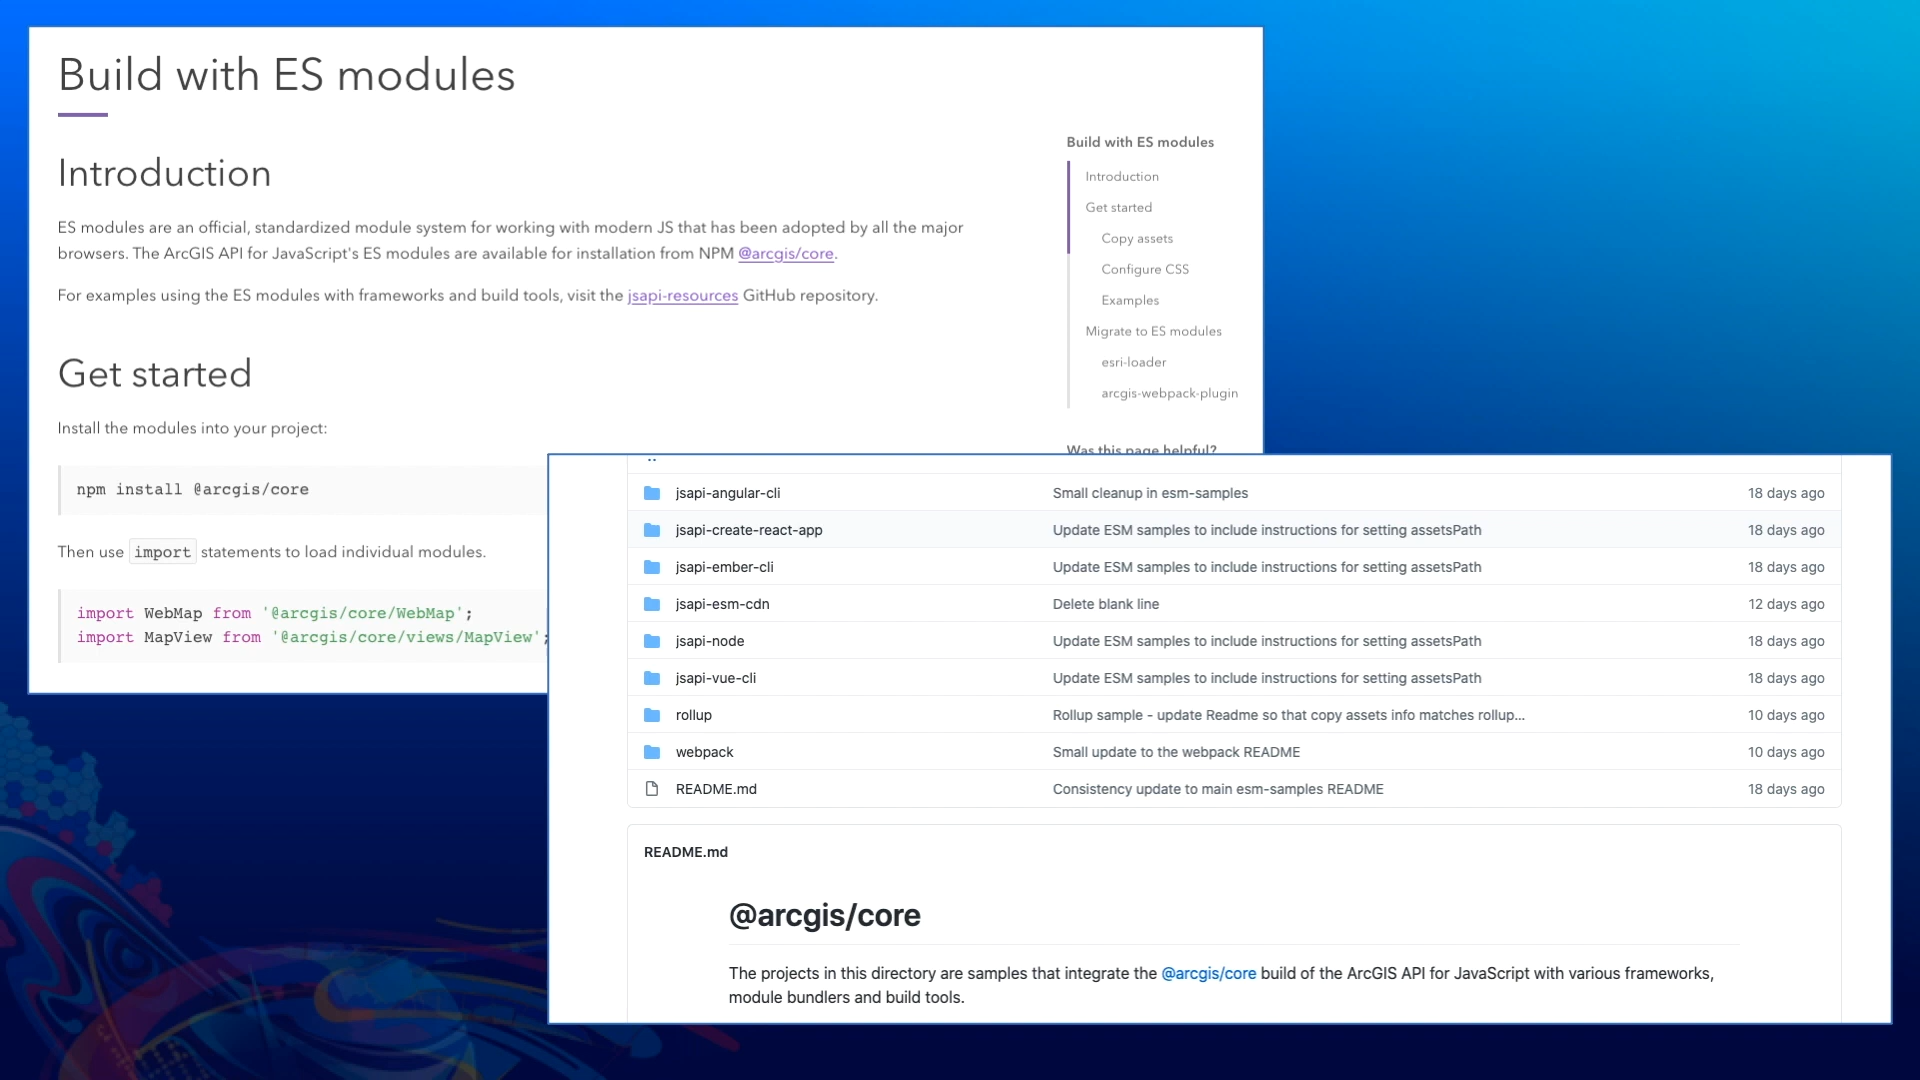 Build with ES modules
Introduction
ES modules are an official, standardized module system for working with modern JS that has been adopted by all the major
browsers. The ArcGIS API for JavaScript's ES modules are available for installation from NPM @arcgis/core.
For examples using the ES modules with frameworks and build tools, visit the jsapi-resources GitHub repository.
Get started
Install the modules into your project:
npm install @arcgis/core
Then use import statements to load individual modules.
import WebMap from '@arcgis/core/WebMap';
import MapView from '@arcgis/core/views/MapView';
Build with ES modules
Introduction
Get started
Copy assets
Configure CSS
Examples
Migrate to ES modules
esri-loader
arcgis-webpack-plugin
Was this page helpful?
..
jsapi-angular-cli Small cleanup in esm-samples 18 days ago
jsapi-create-react-app Update ESM samples to include instructions for setting assetsPath 18 days ago
jsapi-ember-cli Update ESM samples to include instructions for setting assetsPath 18 days ago
jsapi-esm-cdn Delete blank line 12 days ago
jsapi-node Update ESM samples to include instructions for setting assetsPath 18 days ago
jsapi-vue-cli Update ESM samples to include instructions for setting assetsPath 18 days ago
rollup Rollup sample - update Readme so that copy assets info matches rollup... 10 days ago
webpack Small update to the webpack README 10 days ago
README.md Consistency update to main esm-samples README 18 days ago
README.md
@arcgis/core
The projects in this directory are samples that integrate the @arcgis/core build of the ArcGIS API for JavaScript with various frameworks,
module bundlers and build tools.